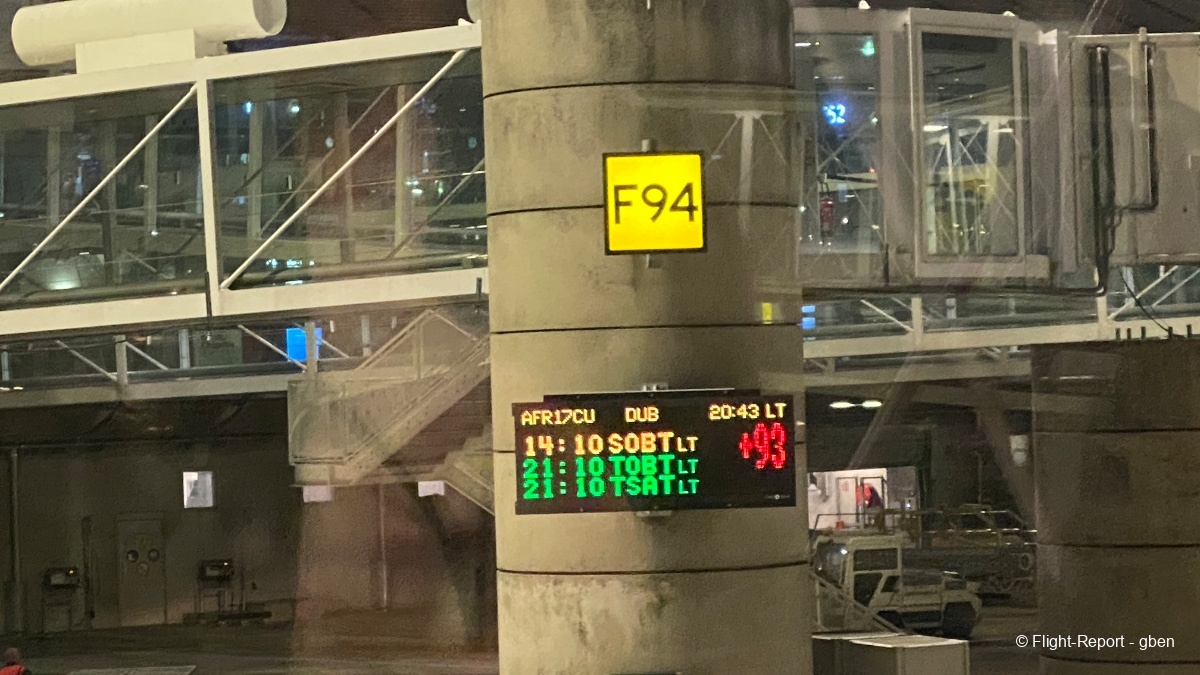 52
F94
AFR17CU DUB 20:43 LT
14:10 SOBT LT +93
21:10 TOBT LT
21:10 TSAT LT
© Flight-Report - gben